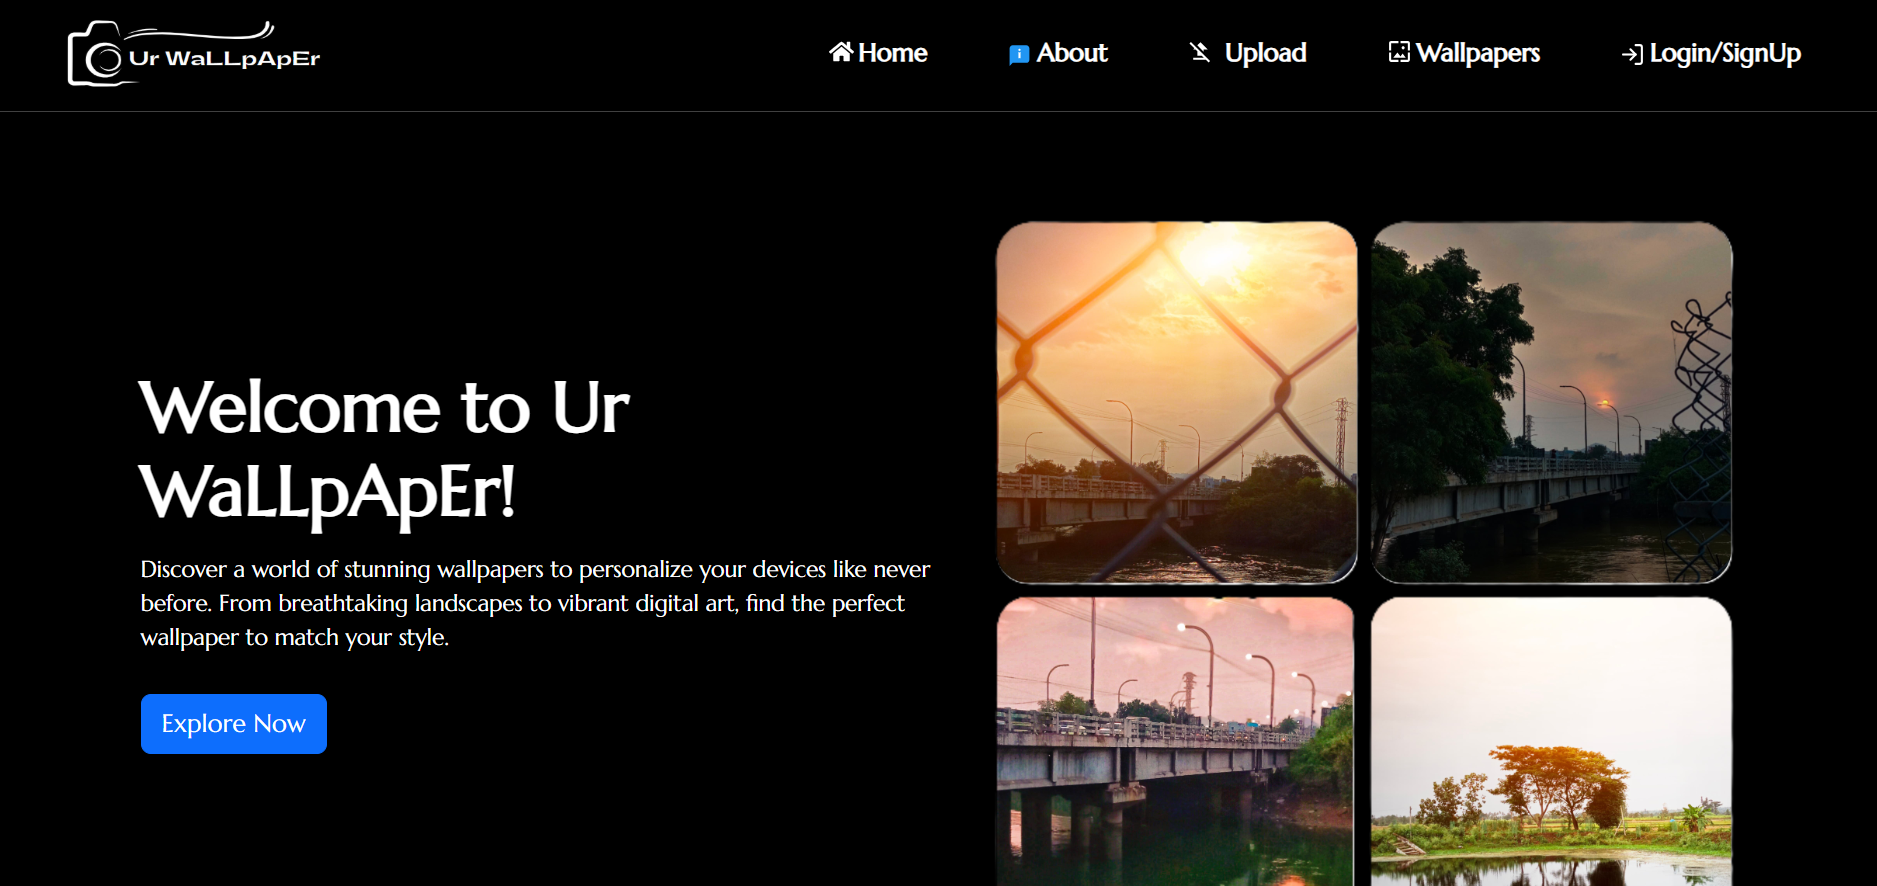 Ur WaLLpApEr
Home
About
Upload
Wallpapers
Login/SignUp
Welcome to Ur
WaLLpApEr!
Discover a world of stunning wallpapers to personalize your devices like never
before. From breathtaking landscapes to vibrant digital art, find the perfect
wallpaper to match your style.
Explore Now